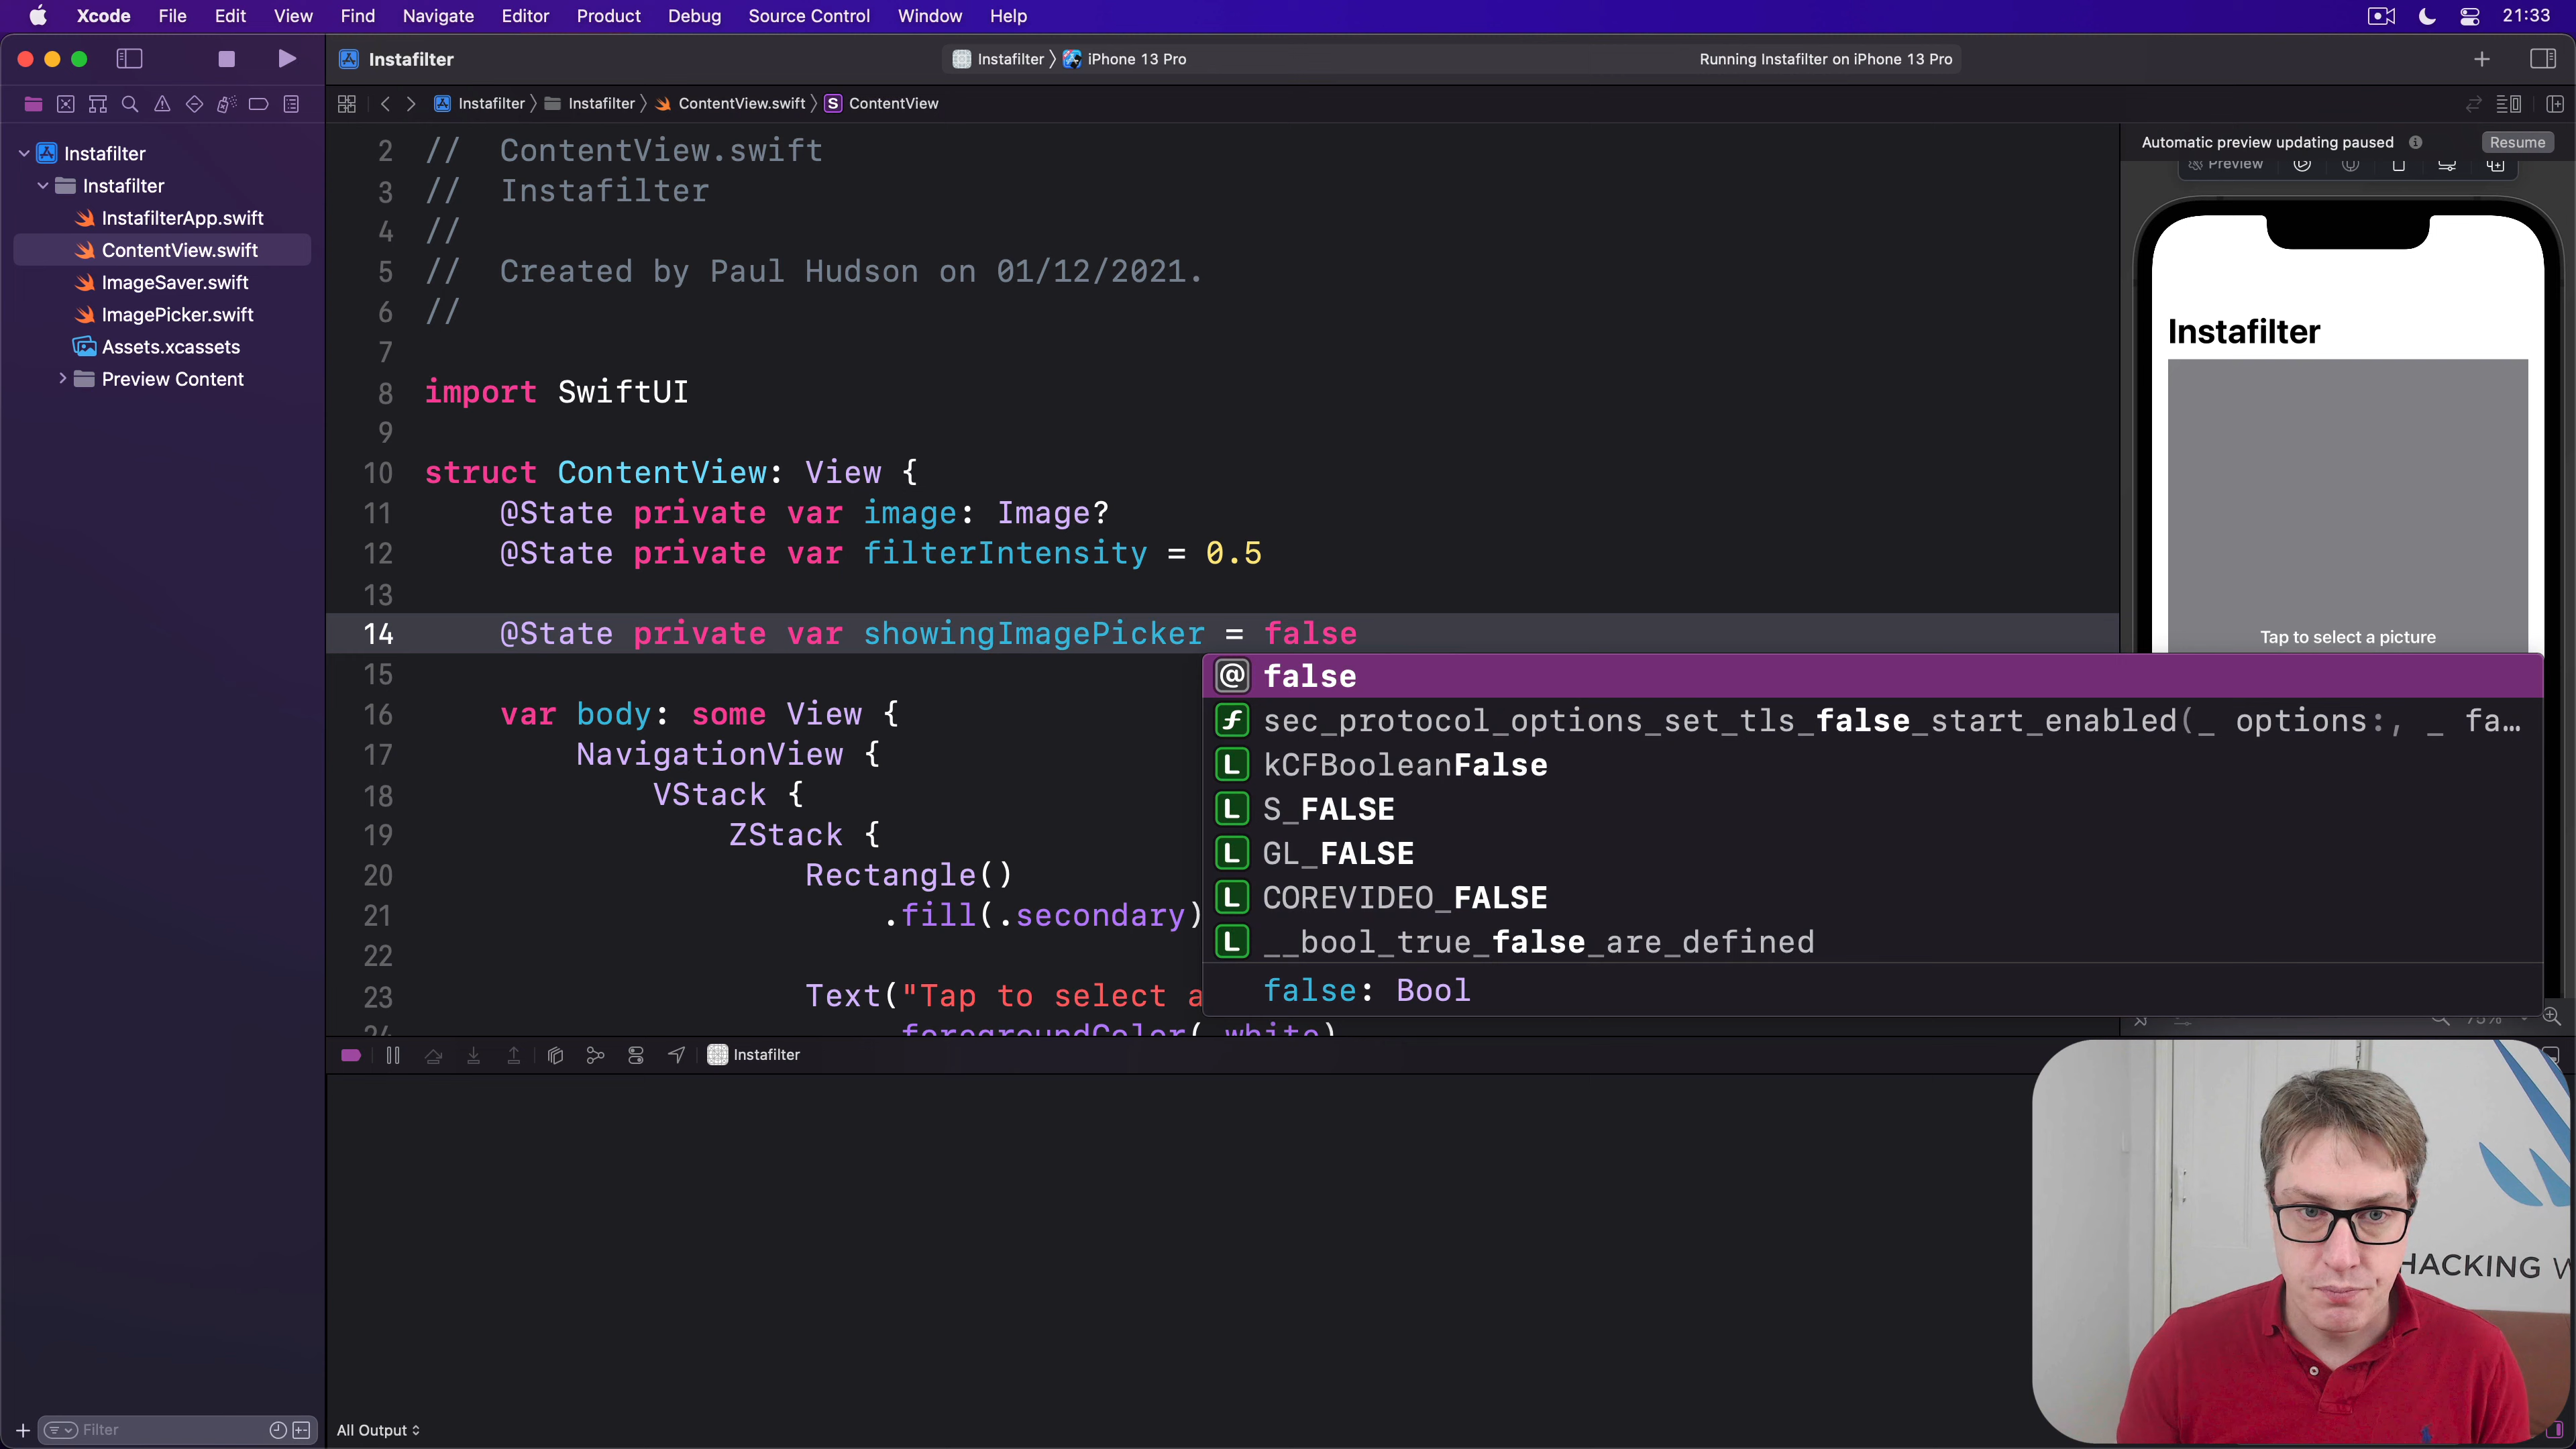 Xcode File Edit View Find Navigate Editor Product Debug Source Control Window Help 21:33
Instafilter
Instafilter iPhone 13 Pro
Running Instafilter on iPhone 13 Pro
Instafilter Instafilter ContentView.swift S ContentView
Instafilter
Instafilter
InstafilterApp.swift
ContentView.swift
ImageSaver.swift
ImagePicker.swift
Assets.xcassets
Preview Content
2 // ContentView.swift
3 // Instafilter
4 //
5 // Created by Paul Hudson on 01/12/2021.
6 //
7
8 import SwiftUI
9
10 struct ContentView: View {
11 @State private var image: Image?
12 @State private var filterIntensity = 0.5
13
14 @State private var showingImagePicker = false
15
16 var body: some View {
17 NavigationView {
18 VStack {
19 ZStack {
20 Rectangle()
21 .fill(.secondary)
22
23 Text("Tap to select a
24 .foregroundColor(.white)
@ false
f sec_protocol_options_set_tls_false_start_enabled(_ options:, _ fa…
L kCFBooleanFalse
L S_FALSE
L GL_FALSE
L COREVIDEO_FALSE
L __bool_true_false_are_defined
false: Bool
Automatic preview updating paused
Resume
Preview
Instafilter
Tap to select a picture
75%
Instafilter
HACKING W
Filter
All Output